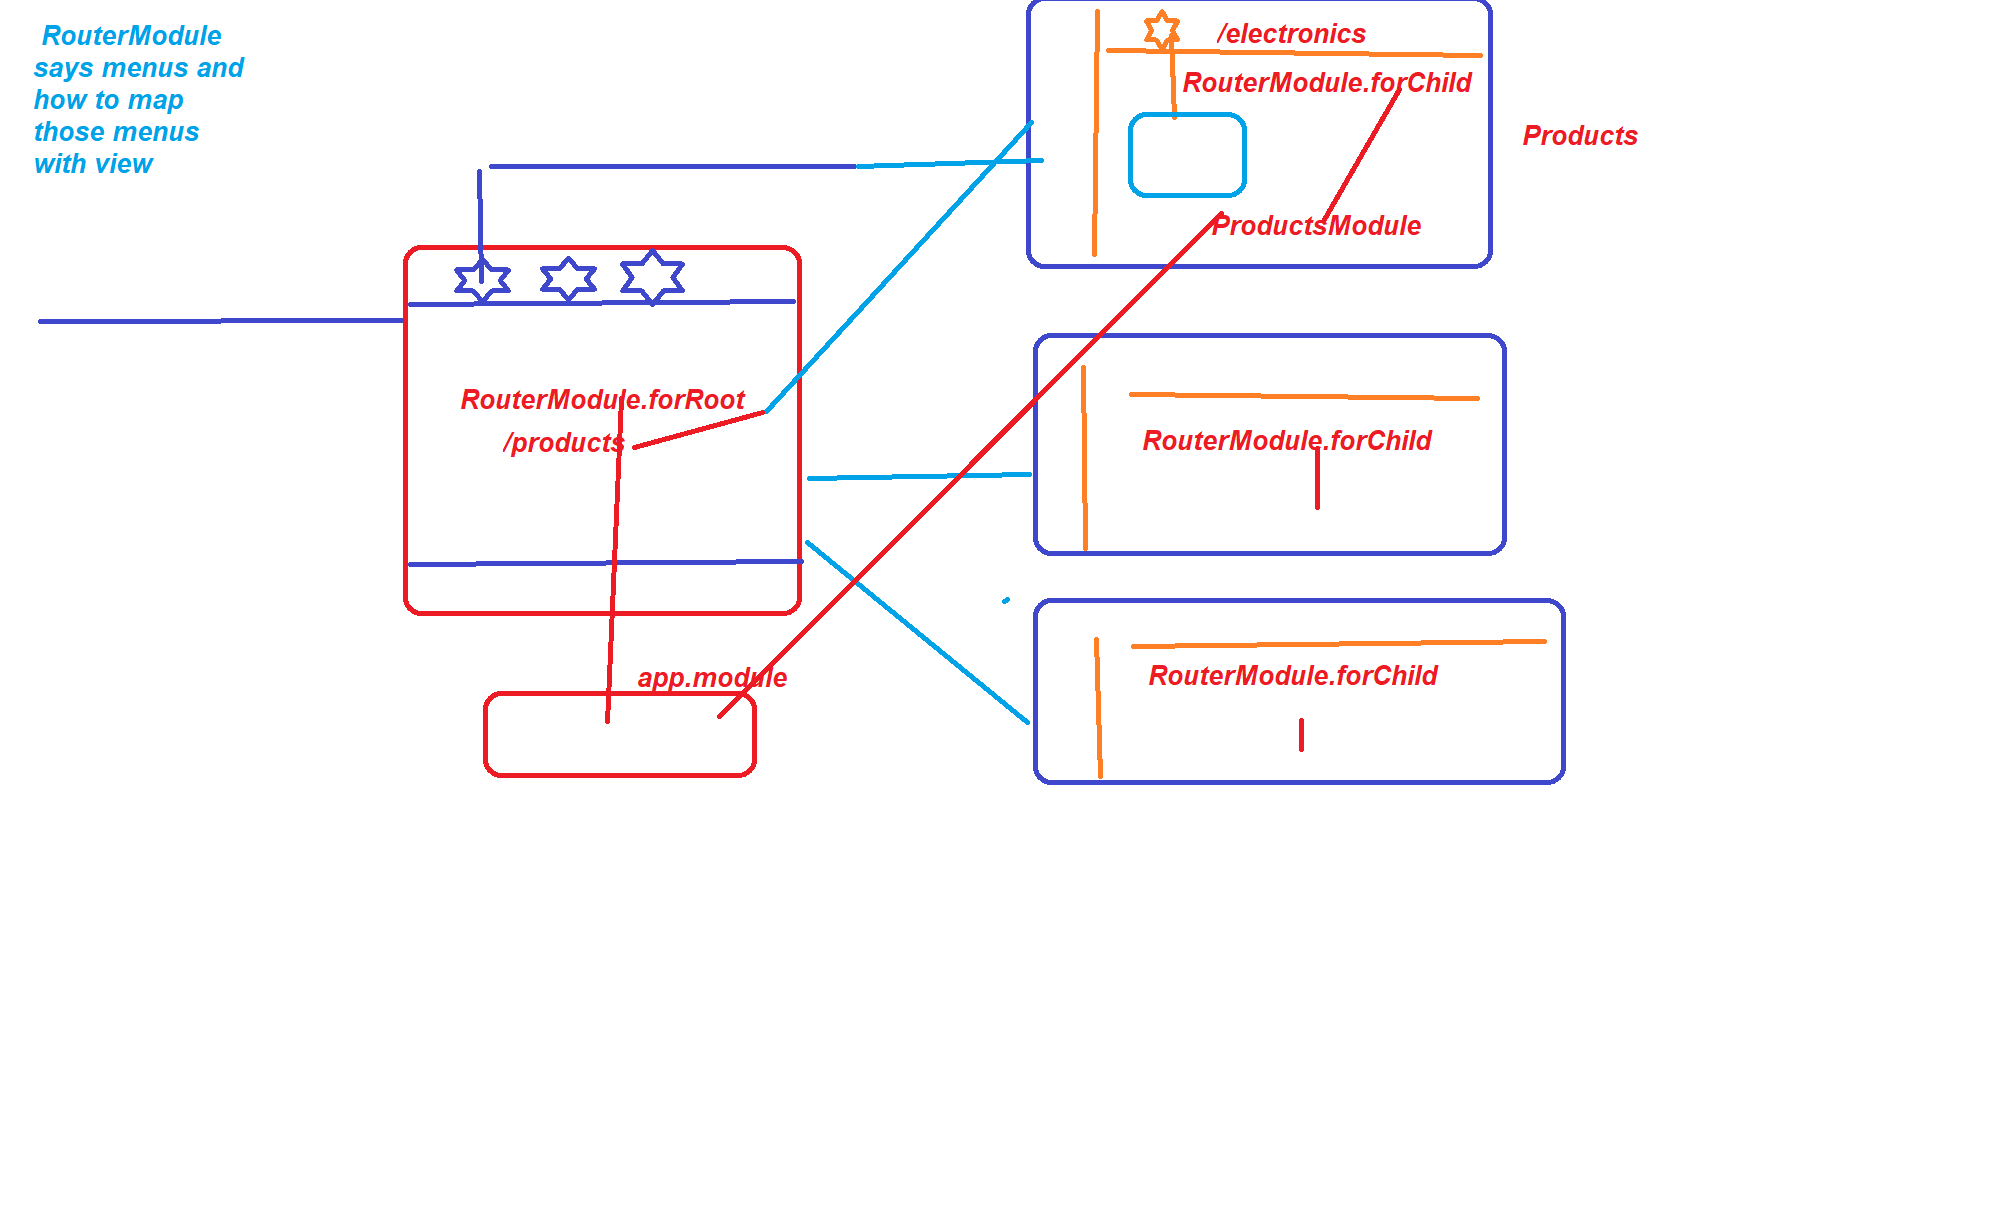 RouterModule
says menus and
how to map
those menus
with view
/electronics
RouterModule.forChild
Products
ProductsModule
RouterModule.forRoot
/products
RouterModule.forChild
app.module
RouterModule.forChild